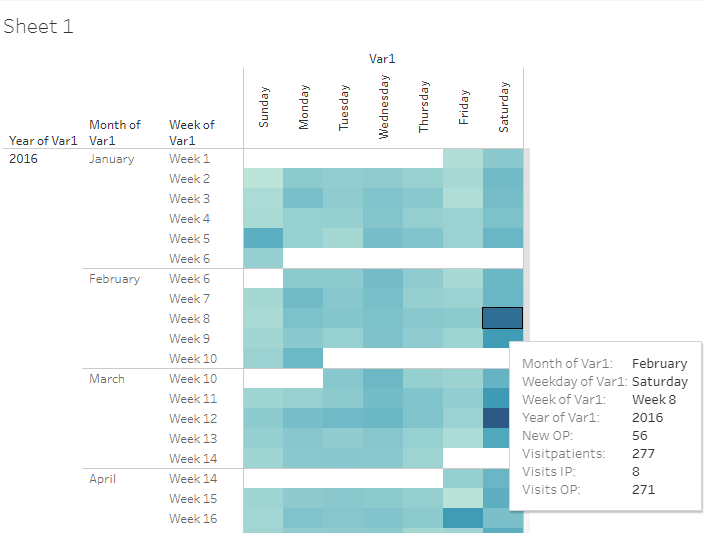 Sheet 1
Var1
Year of Var1 Month of Var1 Week of Var1 Sunday Monday Tuesday Wednesday Thursday Friday Saturday
2016 January Week 1
Week 2
Week 3
Week 4
Week 5
Week 6
February Week 6
Week 7
Week 8
Week 9
Week 10
March Week 10
Week 11
Week 12
Week 13
Week 14
April Week 14
Week 15
Week 16
Month of Var1: February
Weekday of Var1: Saturday
Week of Var1: Week 8
Year of Var1: 2016
New OP: 56
Visitpatients: 277
Visits IP: 8
Visits OP: 271